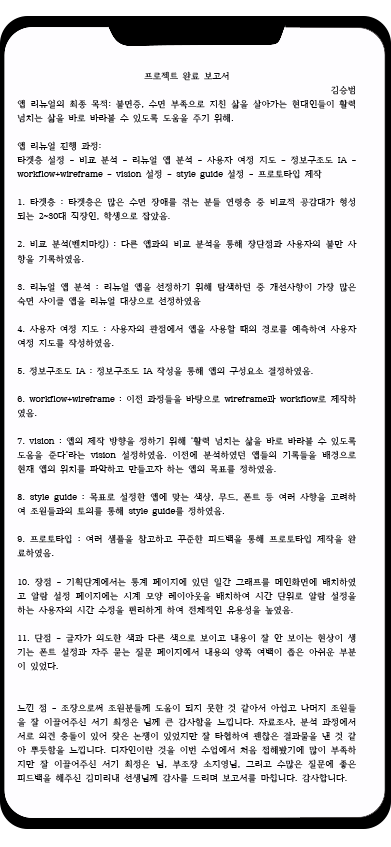 프로젝트 완료 보고서
김승범
앱 리뉴얼의 최종 목적: 불면증, 수면 부족으로 지친 삶을 살아가는 현대인들이 활력
넘치는 삶을 바로 바라볼 수 있도록 도움을 주기 위해.
앱 리뉴얼 진행 과정:
타겟층 설정 - 비교 분석 - 리뉴얼 앱 분석 - 사용자 여정 지도 - 정보구조도 IA -
workflow+wireframe - vision 설정 - style guide 설정 - 프로토타입 제작
1. 타겟층 : 타겟층은 많은 수면 장애를 겪는 분들 연령층 중 비교적 공감대가 형성
되는 2~30대 직장인, 학생으로 잡았음.
2. 비교 분석(벤치마킹) : 다른 앱과의 비교 분석을 통해 장단점과 사용자의 불만 사
항을 기록하였음.
3. 리뉴얼 앱 분석 : 리뉴얼 앱을 선정하기 위해 탐색하던 중 개선사항이 가장 많은
숙면 사이클 앱을 리뉴얼 대상으로 선정하였음
4. 사용자 여정 지도 : 사용자의 관점에서 앱을 사용할 때의 경로를 예측하여 사용자
여정 지도를 작성하였음.
5. 정보구조도 IA : 정보구조도 IA 작성을 통해 앱의 구성요소 결정하였음.
6. workflow+wireframe : 이전 과정들을 바탕으로 wireframe과 workflow로 제작하
였음.
7. vision : 앱의 제작 방향을 정하기 위해 '활력 넘치는 삶을 바로 바라볼 수 있도록
도움을 준다'라는 vision 설정하였음. 이전에 분석하였던 앱들의 기록들을 배경으로
현재 앱의 위치를 파악하고 만들고자 하는 앱의 목표를 정하였음.
8. style guide : 목표로 설정한 앱에 맞는 색상, 무드, 폰트 등 여러 사항을 고려하
여 조원들과의 토의를 통해 style guide를 정하였음.
9. 프로토타입 : 여러 샘플을 참고하고 꾸준한 피드백을 통해 프로토타입 제작을 완
료하였음.
10. 장점 - 기획단계에서는 통계 페이지에 있던 일간 그래프를 메인화면에 배치하였
고 알람 설정 페이지에는 시계 모양 레이아웃을 배치하여 시간 단위로 알람 설정을
하는 사용자의 시간 수정을 편리하게 하여 전체적인 유용성을 높였음.
11. 단점 - 글자가 의도한 색과 다른 색으로 보이고 내용이 잘 안 보이는 현상이 생
기는 폰트 설정과 자주 묻는 질문 페이지에서 내용의 양쪽 여백이 좁은 아쉬운 부분
이 있었다.
느낀 점 - 조장으로써 조원분들께 도움이 되지 못한 것 같아서 아쉽고 나머지 조원들
을 잘 이끌어주신 서기 최정은 님께 큰 감사함을 느낍니다. 자료조사, 분석 과정에서
서로 의견 충돌이 있어 잦은 논쟁이 있었지만 잘 타협하여 괜찮은 결과물을 낸 것 같
아 뿌듯함을 느낍니다. 디자인이란 것을 이번 수업에서 처음 접해봤기에 많이 부족하
지만 잘 이끌어주신 서기 최정은 님, 부조장 소지영님, 그리고 수많은 질문에 좋은
피드백을 해주신 김미리내 선생님께 감사를 드리며 보고서를 마칩니다. 감사합니다.